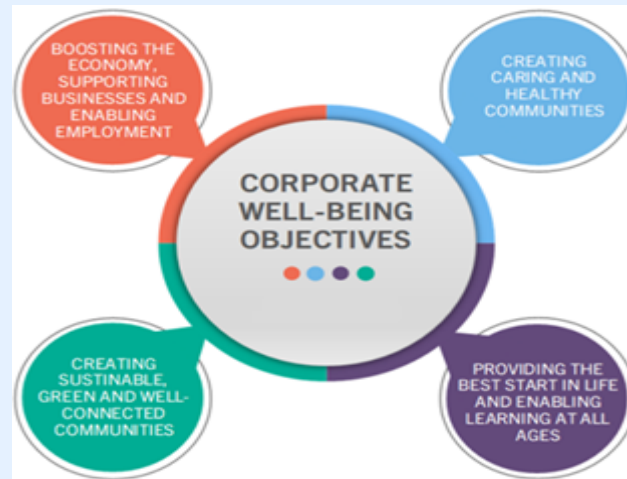 BOOSTING THE
ECONOMY,
SUPPORTING
BUSINESSES AND
ENABLING
EMPLOYMENT
CREATING
CARING AND
HEALTHY
COMMUNITIES
CORPORATE
WELL-BEING
OBJECTIVES
CREATING
SUSTINABLE,
GREEN AND WELL-
CONNECTED
COMMUNITIES
PROVIDING THE
BEST START IN LIFE
AND ENABLING
LEARNING AT ALL
AGES